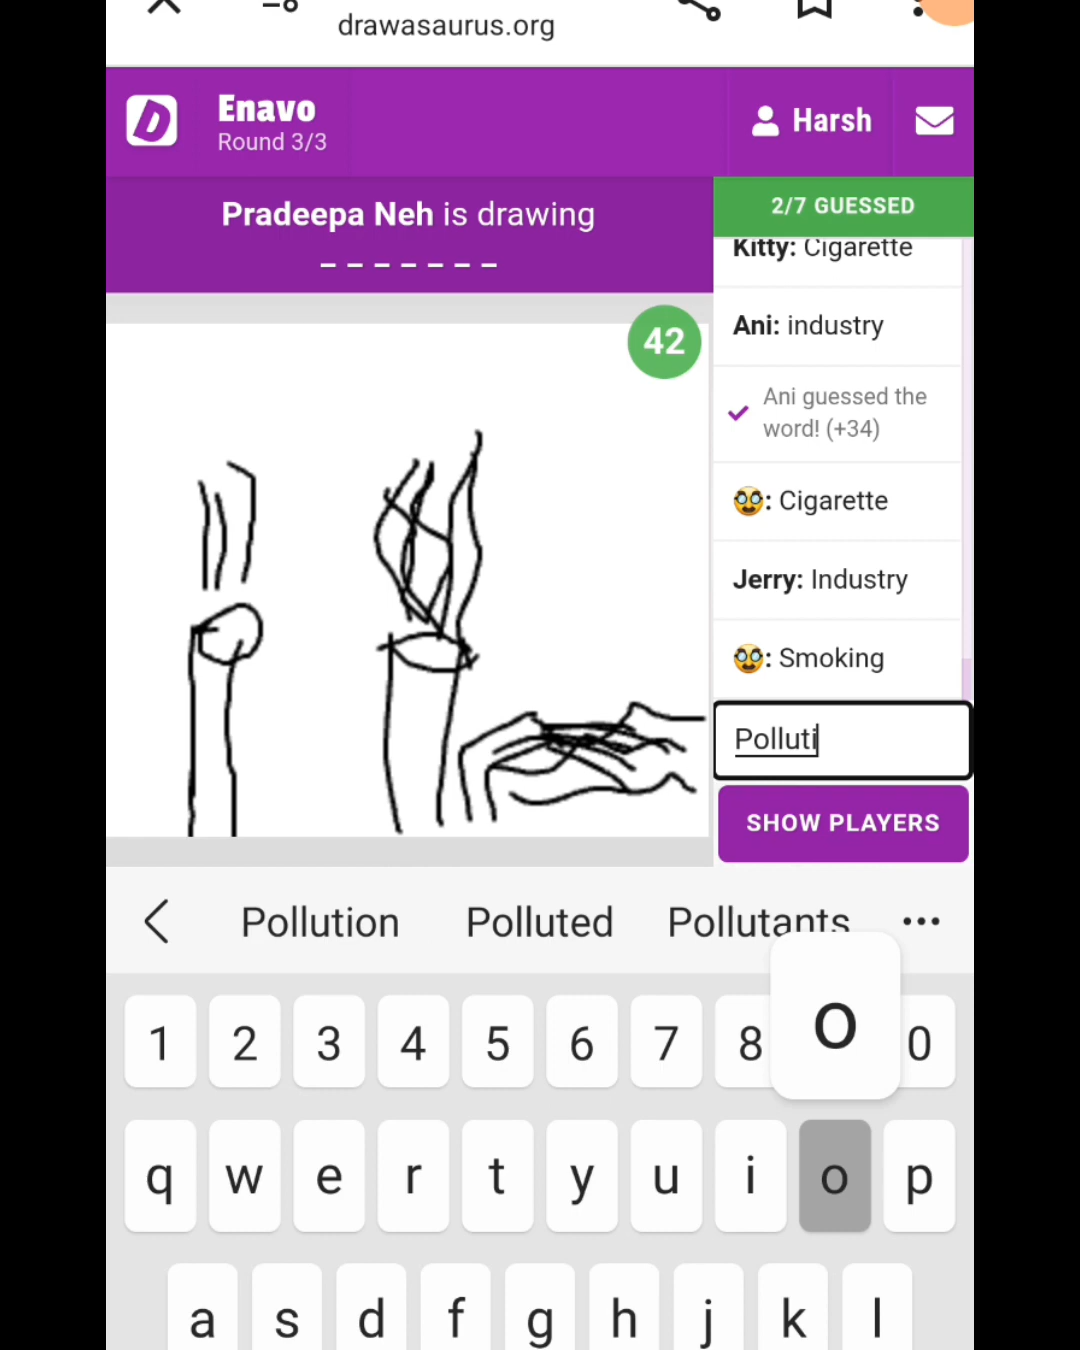 drawasaurus.org
D
Enavo
Round 3/3
Harsh
Pradeepa Neh is drawing
_ _ _ _ _ _ _
42
2/7 GUESSED
Kitty: Cigarette
Ani: industry
Ani guessed the
word! (+34)
🥸: Cigarette
Jerry: Industry
🥸: Smoking
Polluti
SHOW PLAYERS
Pollution Polluted Pollutants ...
1 2 3 4 5 6 7 8 o 0
q w e r t y u i o p
a s d f g h j k l